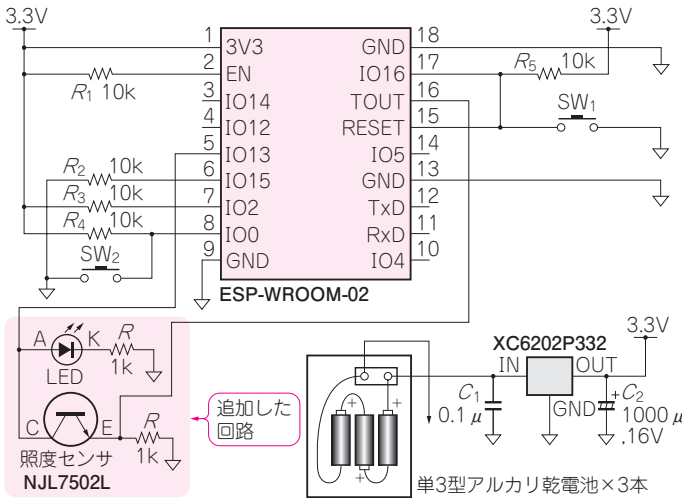 3.3V
3.3V
1 3V3 GND 18
2 EN IO16 17
R1 10k
R5 10k
3 IO14 TOUT 16
4 IO12 RESET 15
SW1
5 IO13 IO5 14
R2 10k
6 IO15 GND 13
R3 10k
7 IO2 TxD 12
R4 10k
8 IO0 RxD 11
SW2
9 GND IO4 10
ESP-WROOM-02
A K R
1k
LED
C E R
1k
照度センサ
NJL7502L
追加した
回路
+ + +
単3型アルカリ乾電池×3本
XC6202P332
3.3V
IN OUT
GND
C1
0.1μ
+ C2
1000μ
,16V